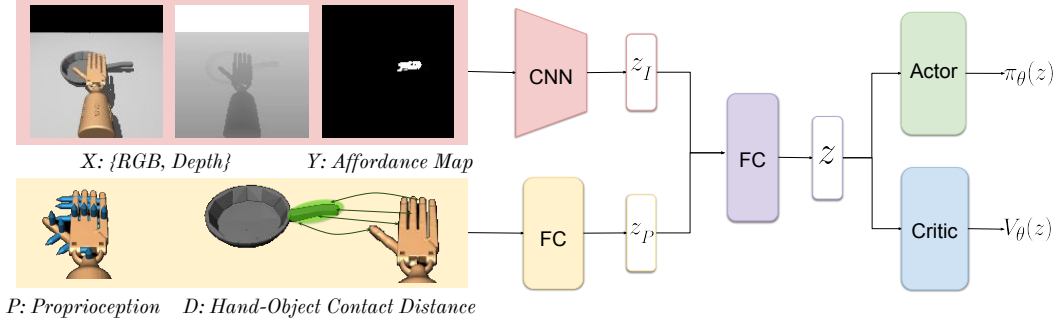 X: {RGB, Depth}
Y: Affordance Map
P: Proprioception
D: Hand-Object Contact Distance
CNN
z_I
FC
z_P
FC
z
Actor
π_θ(z)
Critic
V_θ(z)